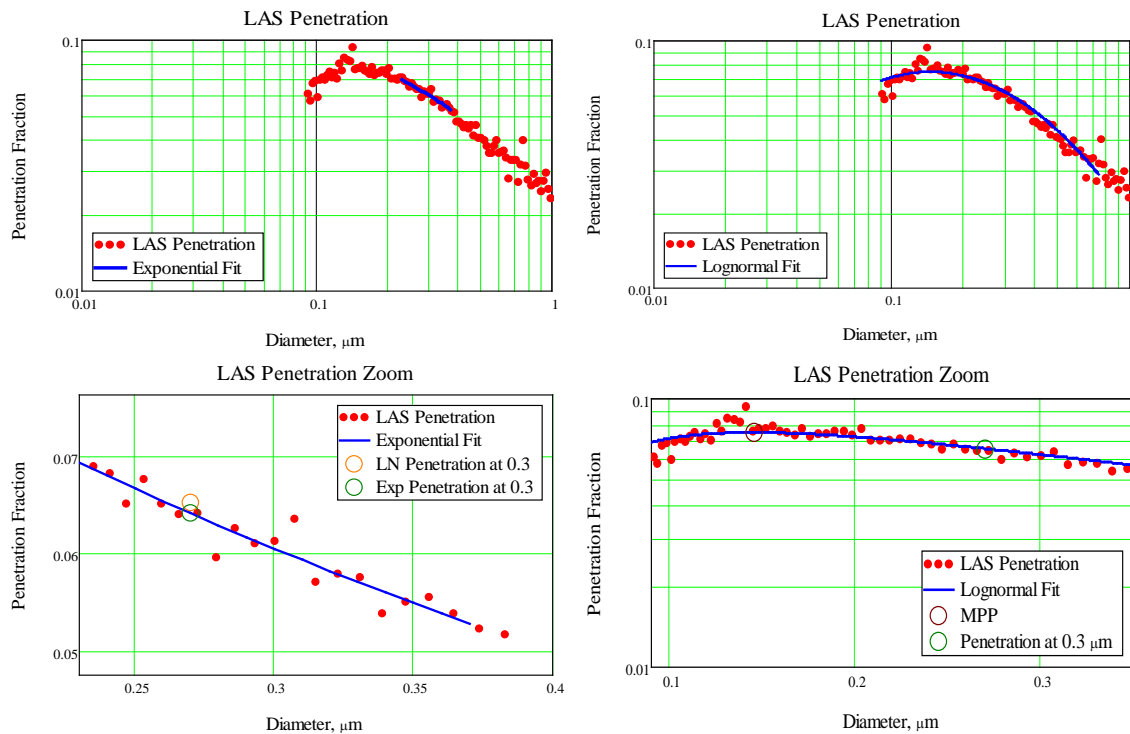 LAS Penetration
0.1
Penetration Fraction
LAS Penetration
Exponential Fit
0.01
0.01
0.1
1
Diameter, μm
LAS Penetration
0.1
Penetration Fraction
LAS Penetration
Lognormal Fit
0.01
0.01
0.1
Diameter, μm
LAS Penetration Zoom
LAS Penetration
Exponential Fit
LN Penetration at 0.3
Exp Penetration at 0.3
0.07
0.06
0.05
Penetration Fraction
0.25
0.3
0.35
0.4
Diameter, μm
LAS Penetration Zoom
0.1
Penetration Fraction
LAS Penetration
Lognormal Fit
MPP
Penetration at 0.3 μm
0.01
0.1
0.2
0.3
Diameter, μm